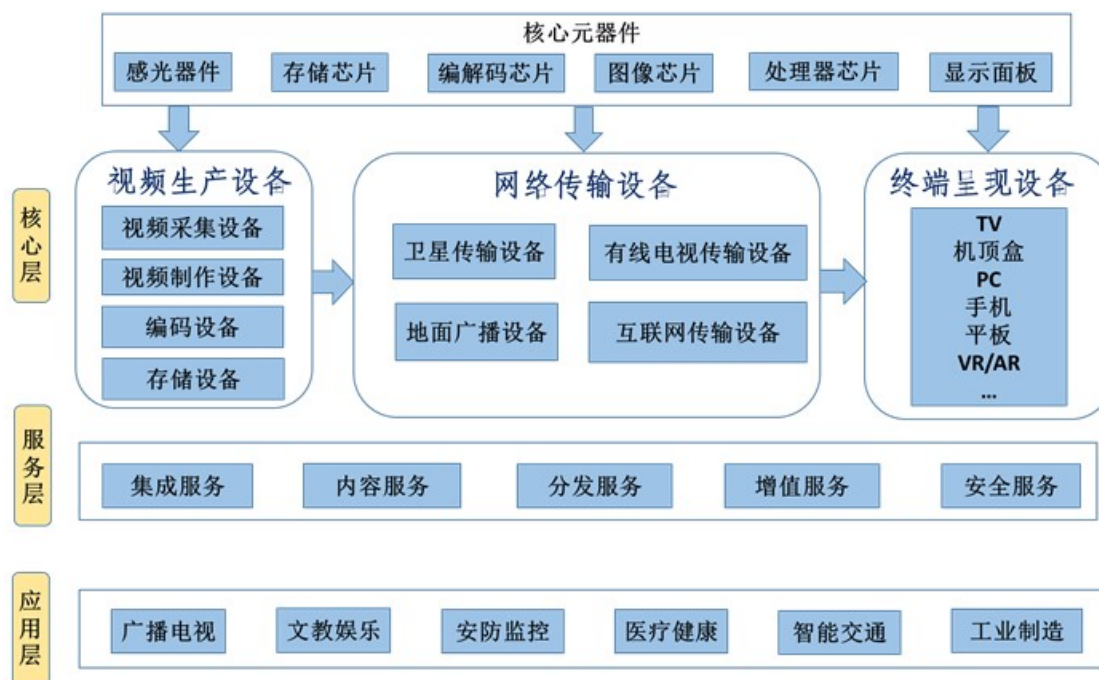 核心元器件
感光器件 存储芯片 编解码芯片 图像芯片 处理器芯片 显示面板
核心层
视频生产设备
视频采集设备
视频制作设备
编码设备
存储设备
网络传输设备
卫星传输设备 有线电视传输设备
地面广播设备 互联网传输设备
终端呈现设备
TV
机顶盒
PC
手机
平板
VR/AR
...
服务层
集成服务 内容服务 分发服务 增值服务 安全服务
应用层
广播电视 文教娱乐 安防监控 医疗健康 智能交通 工业制造